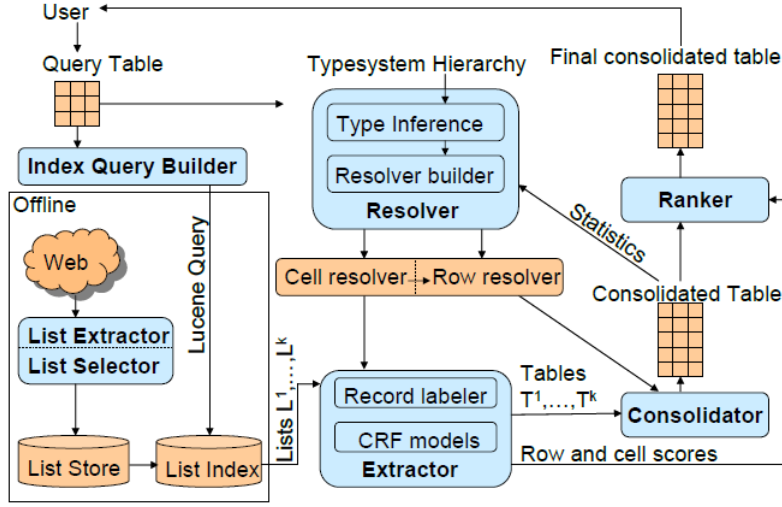 User
Query Table
Index Query Builder
Offline
Web
List Extractor
List Selector
List Store
List Index
Lucene Query
Lists L¹,...,Lᵏ
Typesystem Hierarchy
Type Inference
Resolver builder
Resolver
Cell resolver
Row resolver
Record labeler
CRF models
Extractor
Tables
T¹,...,Tᵏ
Row and cell scores
Statistics
Final consolidated table
Ranker
Consolidated Table
Consolidator